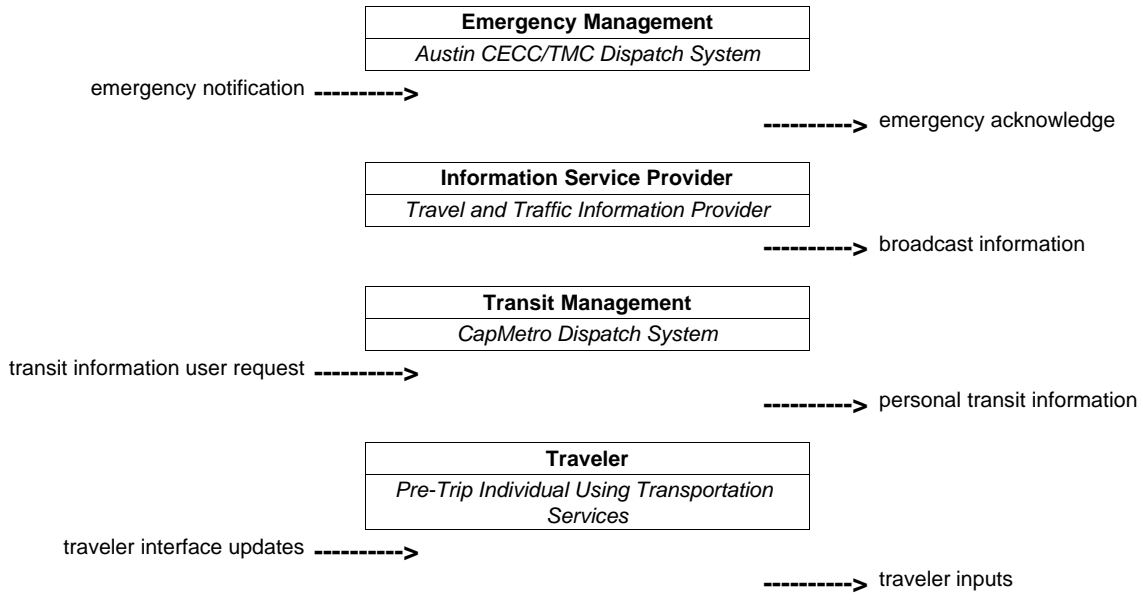 Emergency Management
Austin CECC/TMC Dispatch System
emergency notification
emergency acknowledge
Information Service Provider
Travel and Traffic Information Provider
broadcast information
Transit Management
CapMetro Dispatch System
transit information user request
personal transit information
Traveler
Pre-Trip Individual Using Transportation
Services
traveler interface updates
traveler inputs